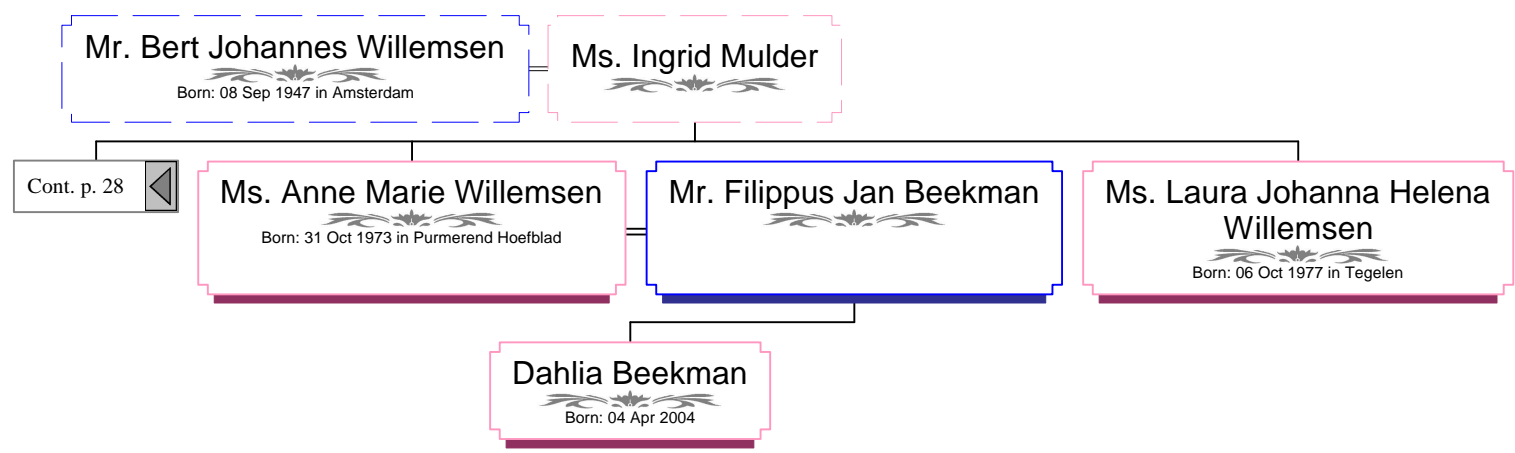 Mr. Bert Johannes Willemsen
Born: 08 Sep 1947 in Amsterdam
Ms. Ingrid Mulder
Cont. p. 28
Ms. Anne Marie Willemsen
Born: 31 Oct 1973 in Purmerend Hoefblad
Mr. Filippus Jan Beekman
Ms. Laura Johanna Helena
Willemsen
Born: 06 Oct 1977 in Tegelen
Dahlia Beekman
Born: 04 Apr 2004